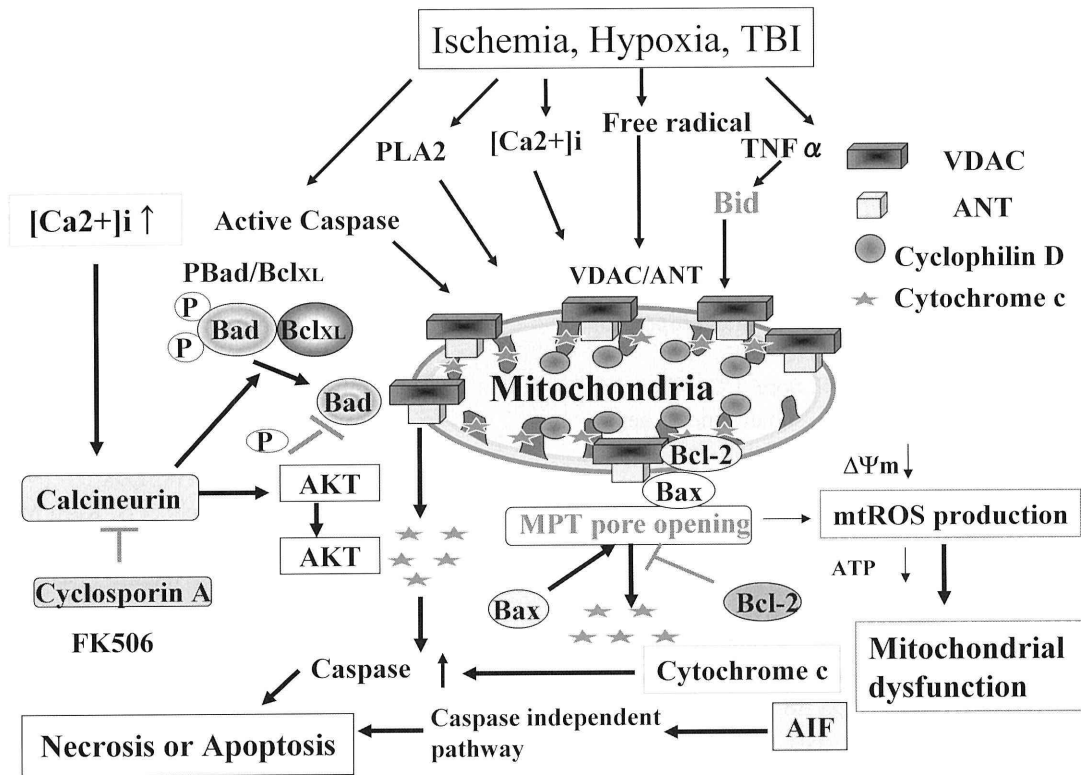 Ischemia, Hypoxia, TBI
PLA2
[Ca2+]i
Free radical
TNF α
VDAC
ANT
Cyclophilin D
Cytochrome c
[Ca2+]i ↑
Active Caspase
Bid
PBad/BclXL
VDAC/ANT
P
P
Bad
BclXL
Bad
P
Mitochondria
Bcl-2
Bax
Calcineurin
AKT
AKT
MPT pore opening
ΔΨm↓
mtROS production
ATP ↓
Cyclosporin A
FK506
Bax
Bcl-2
Caspase ↑
Cytochrome c
Mitochondrial
dysfunction
Necrosis or Apoptosis
Caspase independent
pathway
AIF